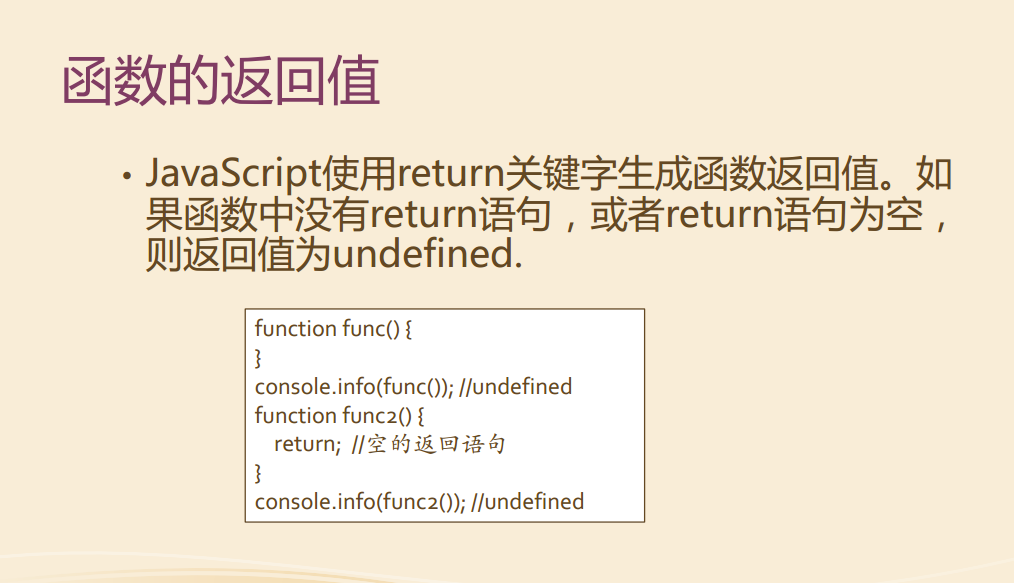 函数的返回值
• JavaScript使用return关键字生成函数返回值。如
果函数中没有return语句，或者return语句为空，
则返回值为undefined.
function func() {
}
console.info(func()); //undefined
function func2() {
return; //空的返回语句
}
console.info(func2()); //undefined